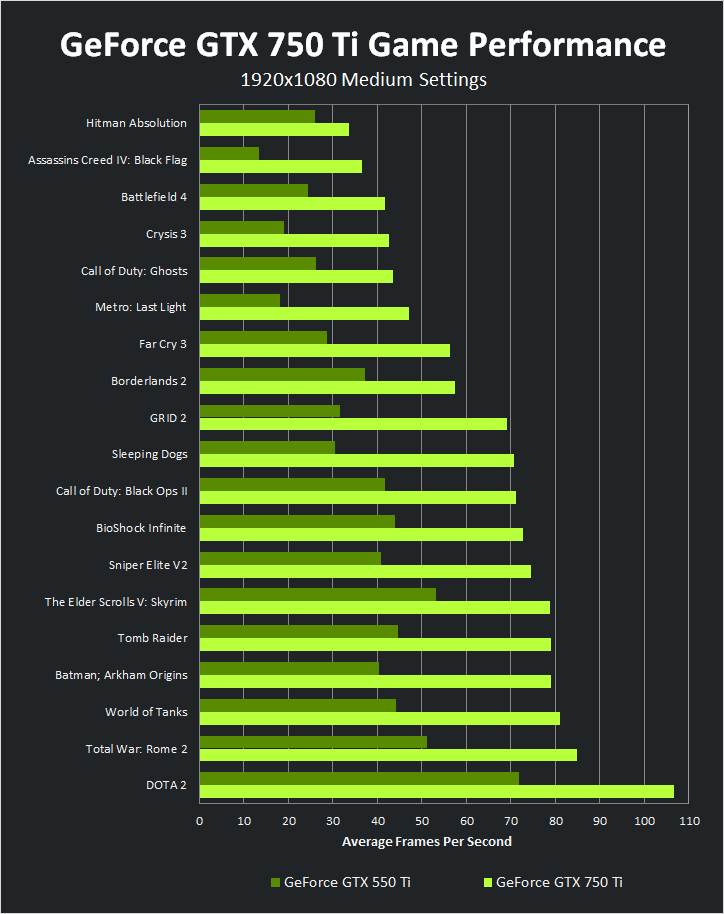 GeForce GTX 750 Ti Game Performance
1920x1080 Medium Settings
Hitman Absolution
Assassins Creed IV: Black Flag
Battlefield 4
Crysis 3
Call of Duty: Ghosts
Metro: Last Light
Far Cry 3
Borderlands 2
GRID 2
Sleeping Dogs
Call of Duty: Black Ops II
BioShock Infinite
Sniper Elite V2
The Elder Scrolls V: Skyrim
Tomb Raider
Batman; Arkham Origins
World of Tanks
Total War: Rome 2
DOTA 2
0 10 20 30 40 50 60 70 80 90 100 110
Average Frames Per Second
GeForce GTX 550 Ti GeForce GTX 750 Ti